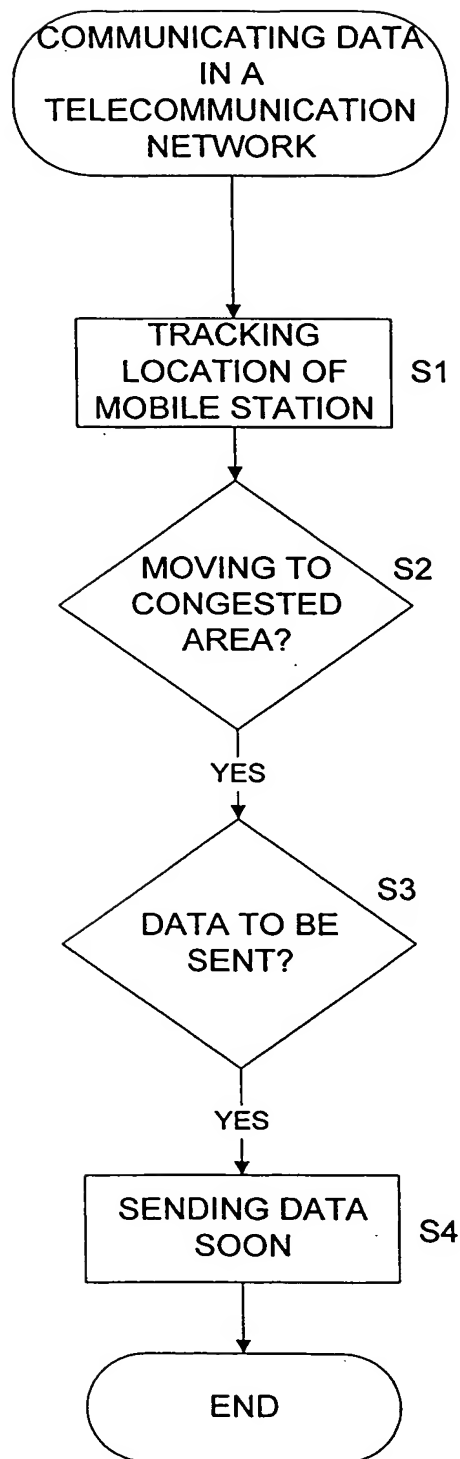 COMMUNICATING DATA
IN A
TELECOMMUNICATION
NETWORK
TRACKING
LOCATION OF
MOBILE STATION
S1
MOVING TO
CONGESTED
AREA?
S2
YES
S3
DATA TO BE
SENT?
YES
SENDING DATA
SOON
S4
END